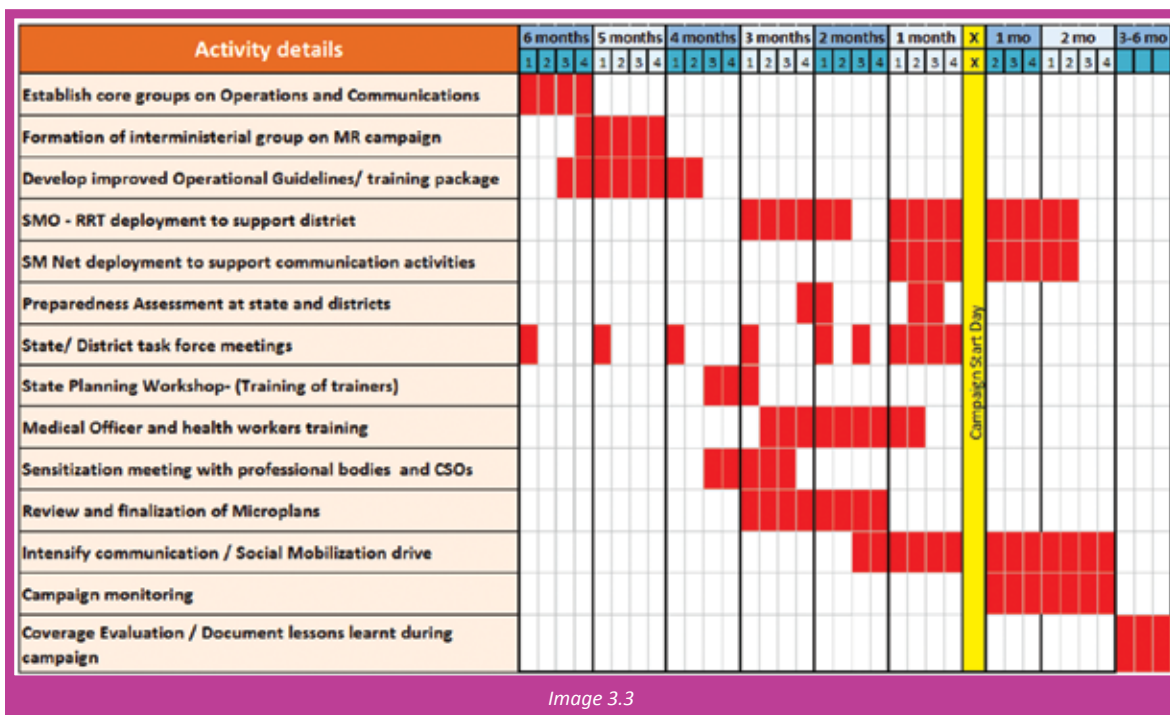 Activity details
6 months 5 months 4 months 3 months 2 months 1 month X 1 mo 2 mo 3-6 mo
1 2 3 4 1 2 3 4 1 2 3 4 1 2 3 4 1 2 3 4 1 2 3 4 X 2 3 4 1 2 3 4
Establish core groups on Operations and Communications
Formation of interministerial group on MR campaign
Develop improved Operational Guidelines/ training package
SMO - RRT deployment to support district
SM Net deployment to support communication activities
Preparedness Assessment at state and districts
State/ District task force meetings
State Planning Workshop- (Training of trainers)
Medical Officer and health workers training
Sensitization meeting with professional bodies and CSOs
Review and finalization of Microplans
Intensify communication / Social Mobilization drive
Campaign monitoring
Coverage Evaluation / Document lessons learnt during
campaign
Campaign Start Day
Image 3.3